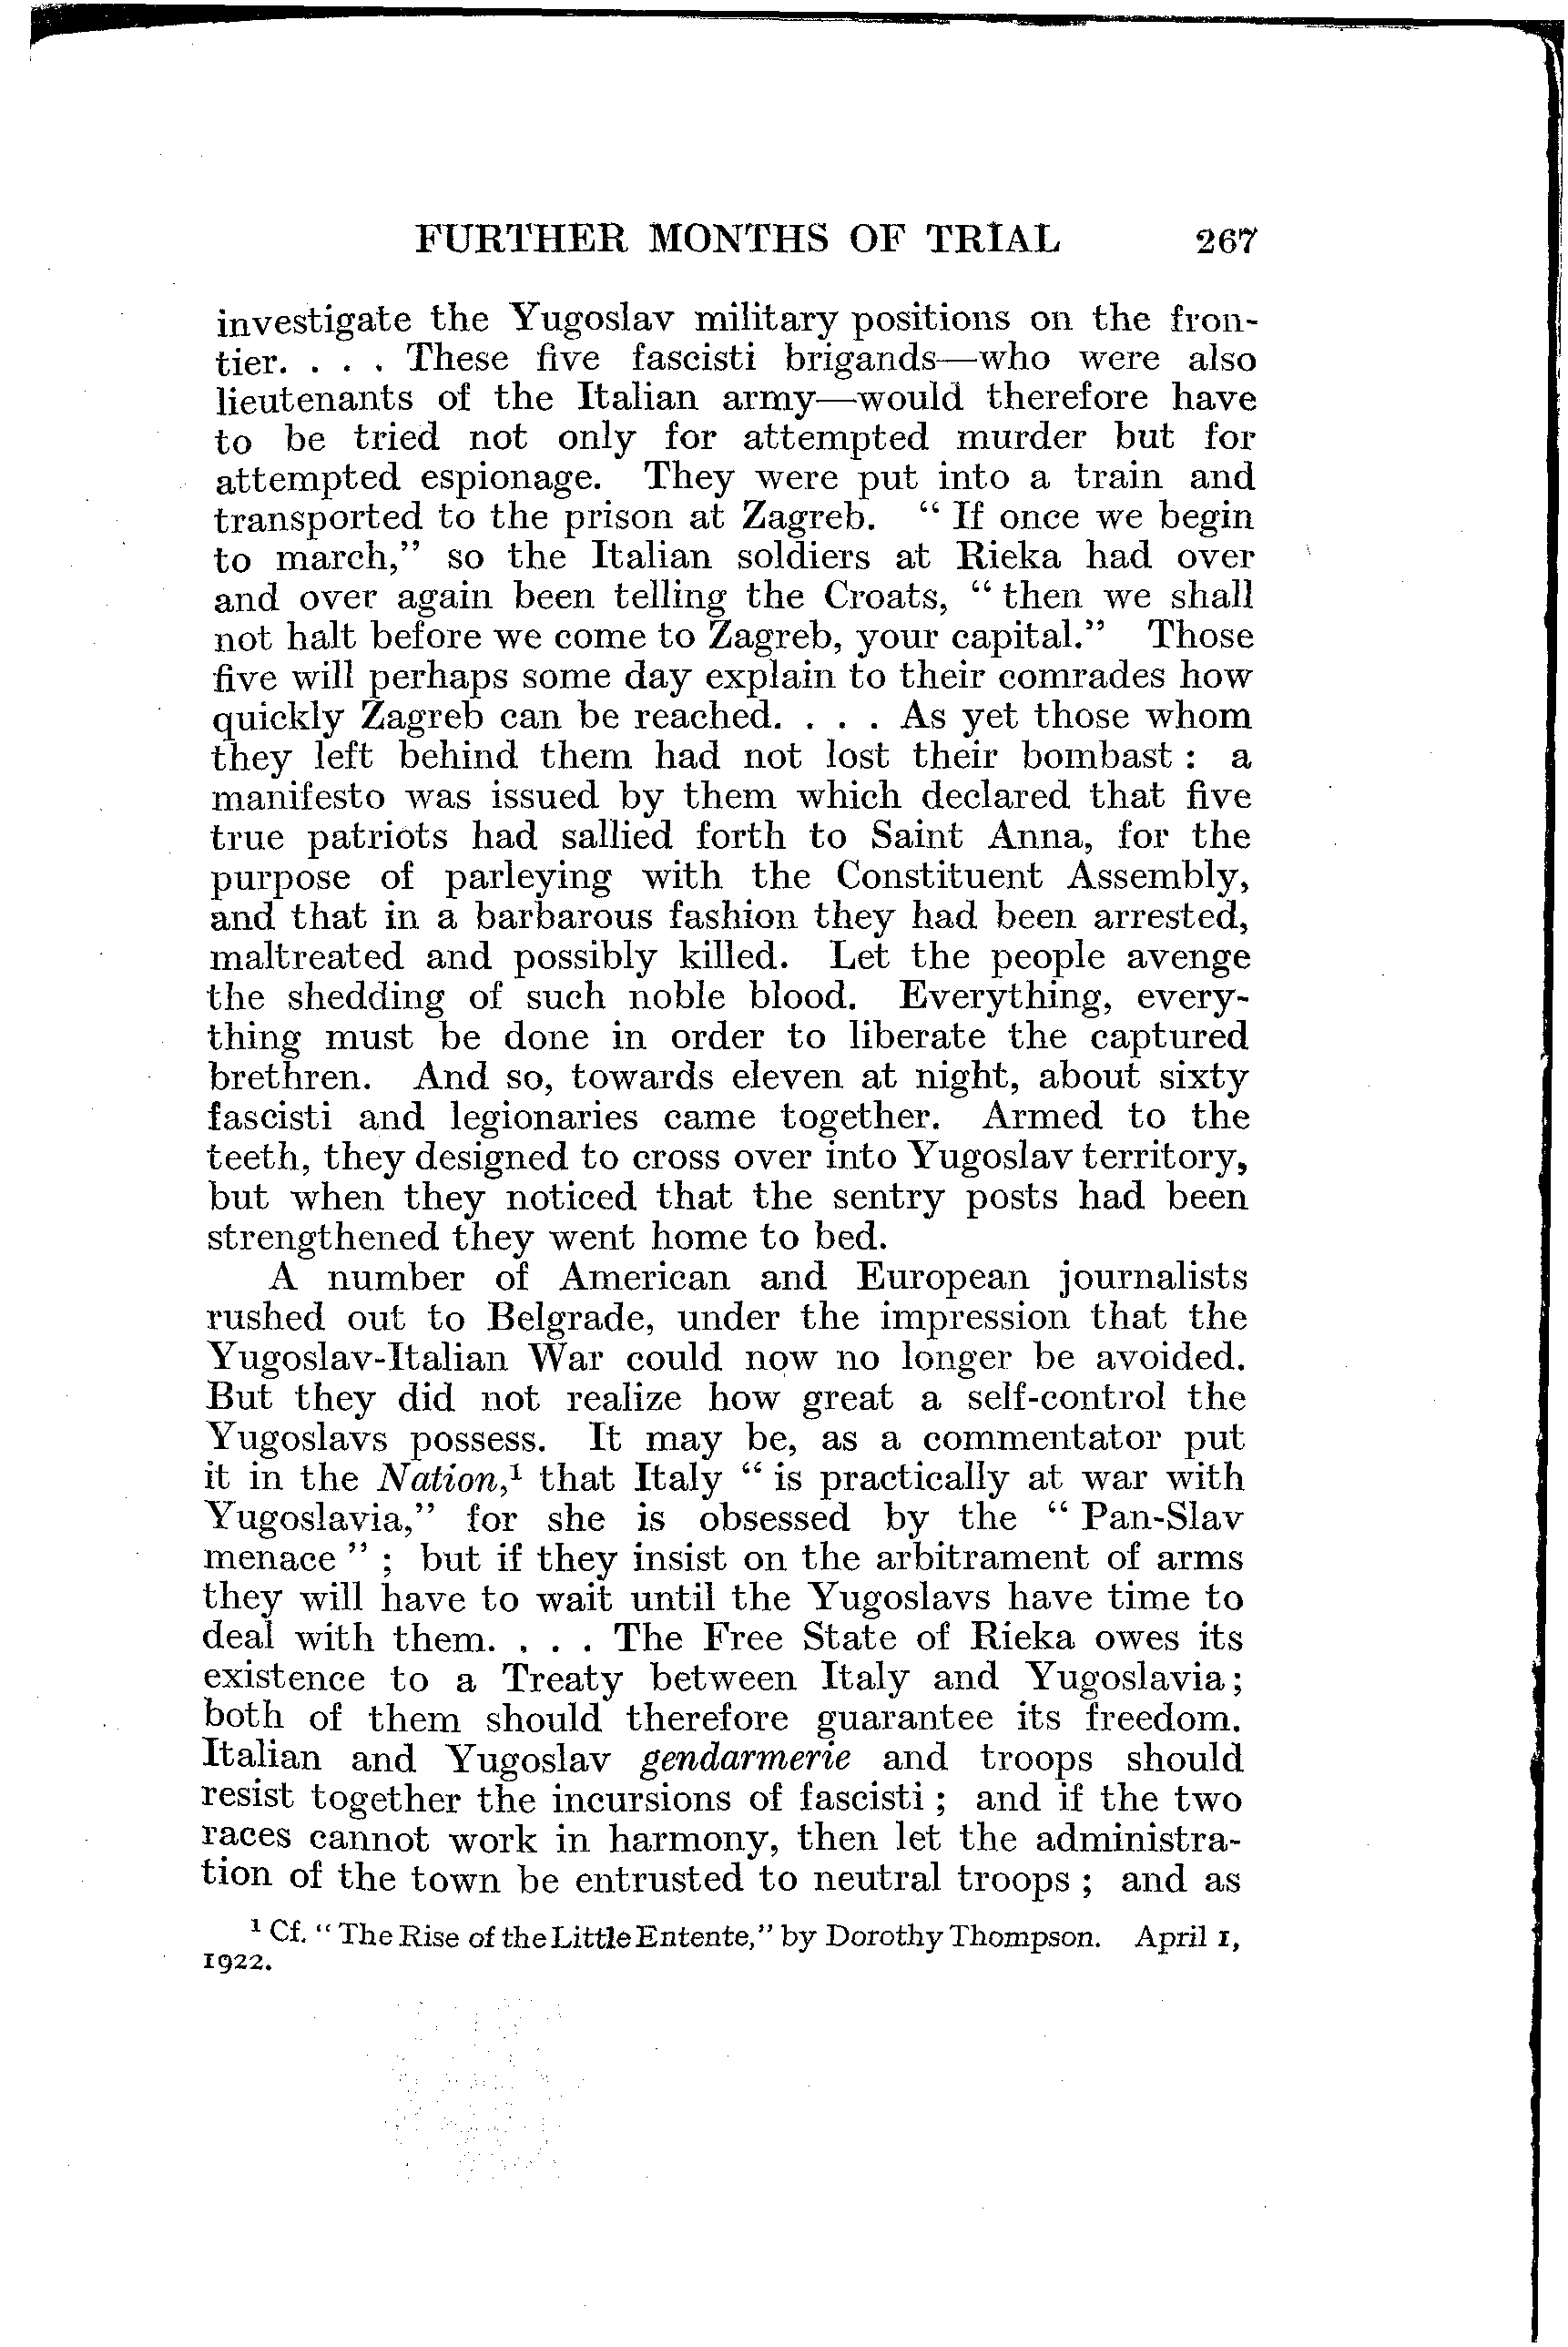 FURTHER MONTHS OF TRIAL 267
investigate the Yugoslav military positions on the fron-
tier. . . . These five fascisti brigands—who were also
lieutenants of the Italian army—would therefore have
to be tried not only for attempted murder but for
attempted espionage. They were put into a train and
transported to the prison at Zagreb. “ If once we begin
to march,” so the Italian soldiers at Rieka had over
and over again been telling the Croats, “ then we shall
not halt before we come to Zagreb, your capital.” Those
five will perhaps some day explain to their comrades how
quickly Zagreb can be reached. . . . As yet those whom
they left behind them had not lost their bombast : a
manifesto was issued by them which declared that five
true patriots had sallied forth to Saint Anna, for the
purpose of parleying with the Constituent Assembly,
and that in a barbarous fashion they had been arrested,
maltreated and possibly killed. Let the people avenge
the shedding of such noble blood. Everything, every-
thing must be done in order to liberate the captured
brethren. And so, towards eleven at night, about sixty
fascisti and legionaries came together. Armed to the
teeth, they designed to cross over into Yugoslav territory,
but when they noticed that the sentry posts had been
strengthened they went home to bed.
A number of American and European journalists
rushed out to Belgrade, under the impression that the
Yugoslav-Italian War could now no longer be avoided.
But they did not realize how great a self-control the
Yugoslavs possess. It may be, as a commentator put
it in the Nation,¹ that Italy “ is practically at war with
Yugoslavia,” for she is obsessed by the “ Pan-Slav
menace ” ; but if they insist on the arbitrament of arms
they will have to wait until the Yugoslavs have time to
deal with them. . . . The Free State of Rieka owes its
existence to a Treaty between Italy and Yugoslavia;
both of them should therefore guarantee its freedom.
Italian and Yugoslav gendarmerie and troops should
resist together the incursions of fascisti ; and if the two
races cannot work in harmony, then let the administra-
tion of the town be entrusted to neutral troops ; and as
¹ Cf. “ The Rise of the Little Entente,” by Dorothy Thompson. April 1,
1922.